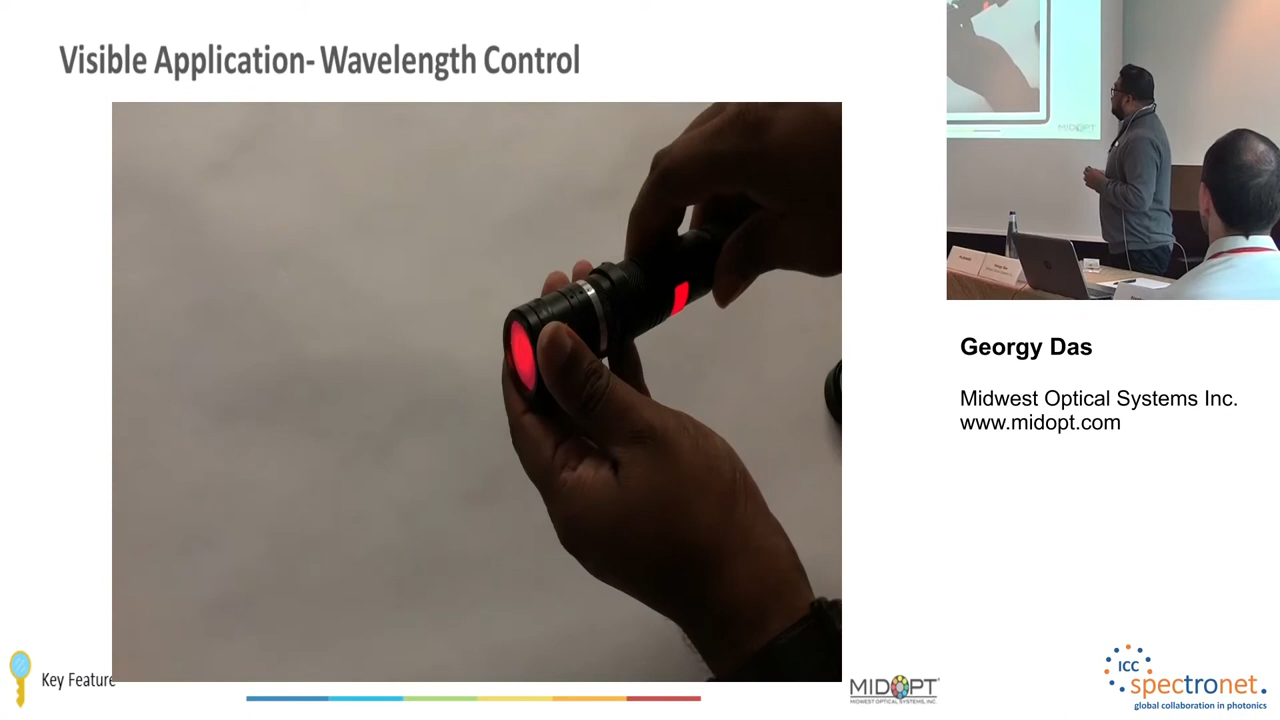 Visible Application- Wavelength Control
Georgy Das
Midwest Optical Systems Inc.
www.midopt.com
Key Feature
MIDOPT
MIDWEST OPTICAL SYSTEMS, INC.
ICC
spectronet.
global collaboration in photonics
MIDOPT